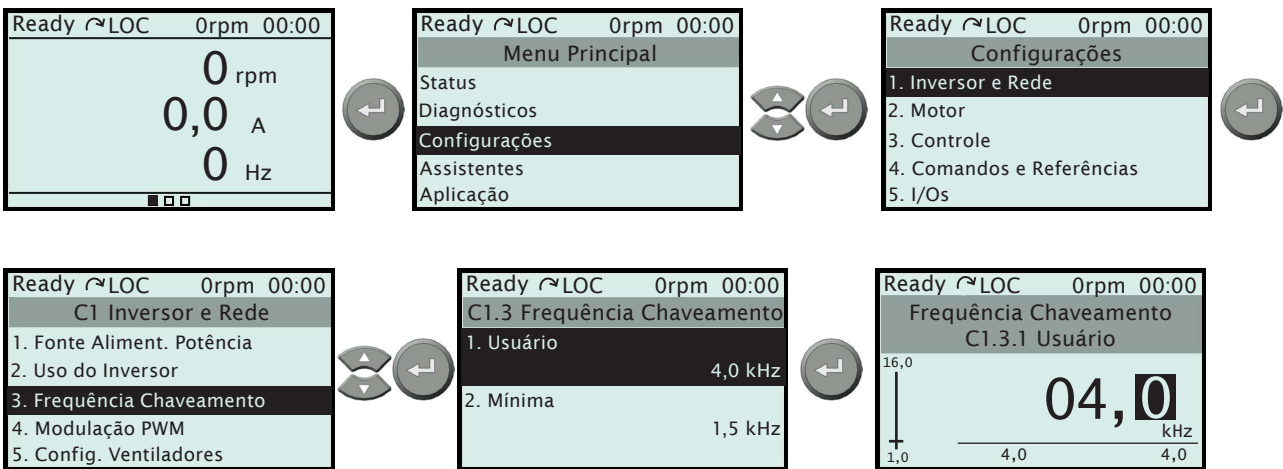 Ready LOC 0rpm 00:00
0 rpm
0,0 A
0 Hz
Ready LOC 0rpm 00:00
Menu Principal
Status
Diagnósticos
Configurações
Assistentes
Aplicação
Ready LOC 0rpm 00:00
Configurações
1. Inversor e Rede
2. Motor
3. Controle
4. Comandos e Referências
5. I/Os
Ready LOC 0rpm 00:00
C1 Inversor e Rede
1. Fonte Aliment. Potência
2. Uso do Inversor
3. Frequência Chaveamento
4. Modulação PWM
5. Config. Ventiladores
Ready LOC 0rpm 00:00
C1.3 Frequência Chaveamento
1. Usuário
4,0 kHz
2. Mínima
1,5 kHz
Ready LOC 0rpm 00:00
Frequência Chaveamento
C1.3.1 Usuário
16,0
04,0
kHz
1,0 4,0 4,0